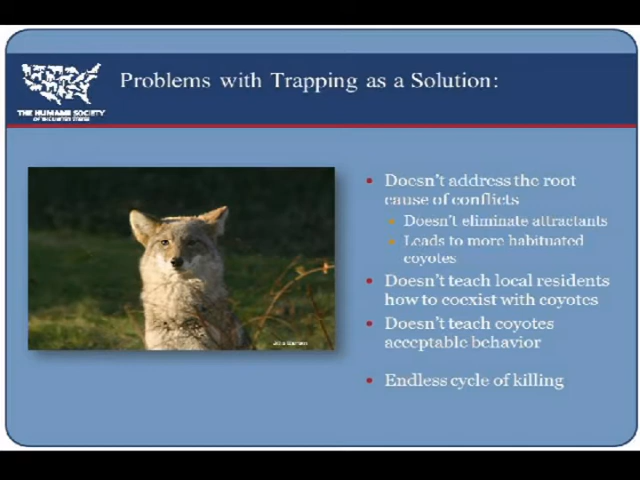 Problems with Trapping as a Solution:
THE HUMANE SOCIETY
OF THE UNITED STATES
Doesn't address the root
cause of conflicts
Doesn't eliminate attractants
Leads to more habituated
coyotes
Doesn't teach local residents
how to coexist with coyotes
Doesn't teach coyotes
acceptable behavior
Endless cycle of killing